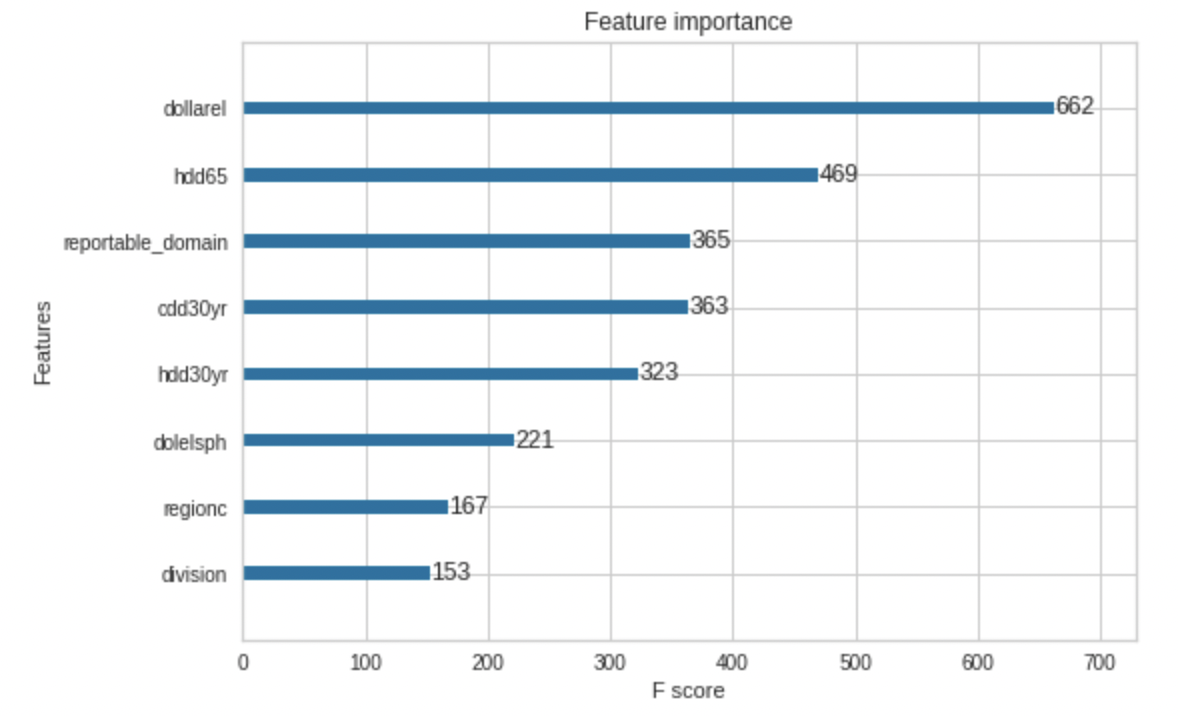 Feature importance
Features
dollarel 662
hdd65 469
reportable_domain 365
cdd30yr 363
hdd30yr 323
dolelsph 221
regionc 167
division 153
0 100 200 300 400 500 600 700
F score